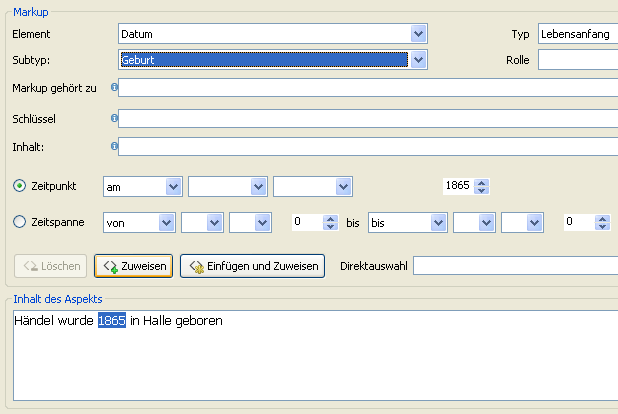 Markup
Element Datum Typ Lebensanfang
Subtyp: Geburt Rolle
Markup gehört zu
Schlüssel
Inhalt:
Zeitpunkt am 1865
Zeitspanne von 0 bis bis 0
Löschen Zuweisen Einfügen und Zuweisen Direktauswahl
Inhalt des Aspekts
Händel wurde 1865 in Halle geboren